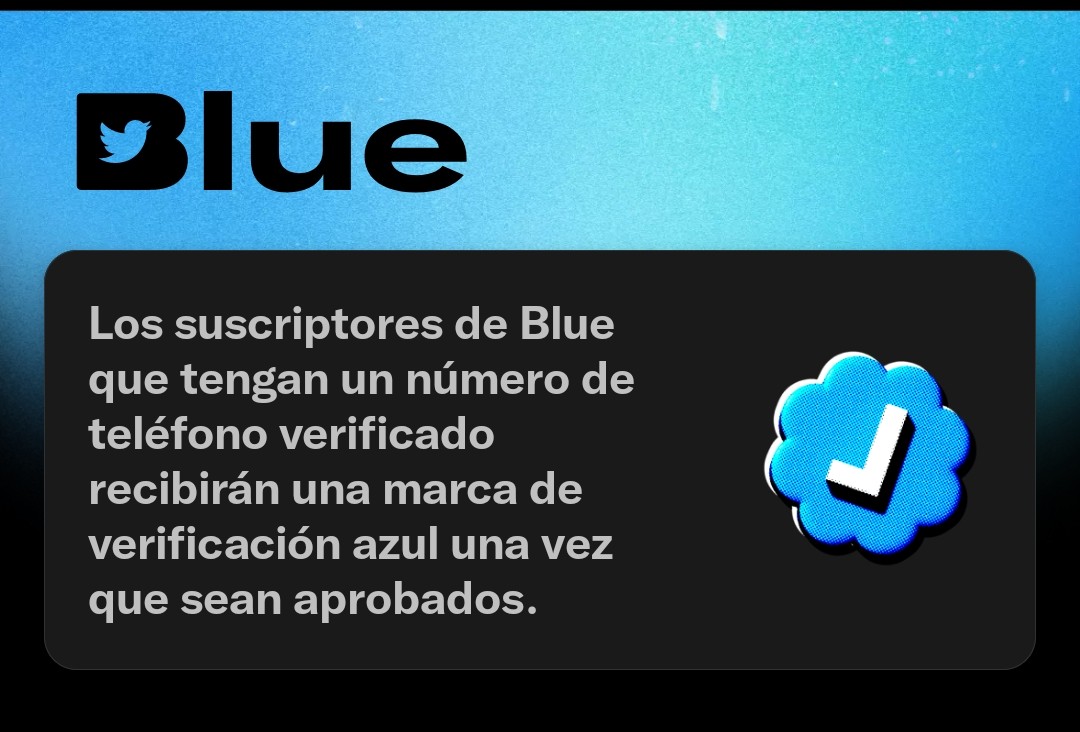 Blue
Los suscriptores de Blue
que tengan un número de
teléfono verificado
recibirán una marca de
verificación azul una vez
que sean aprobados.